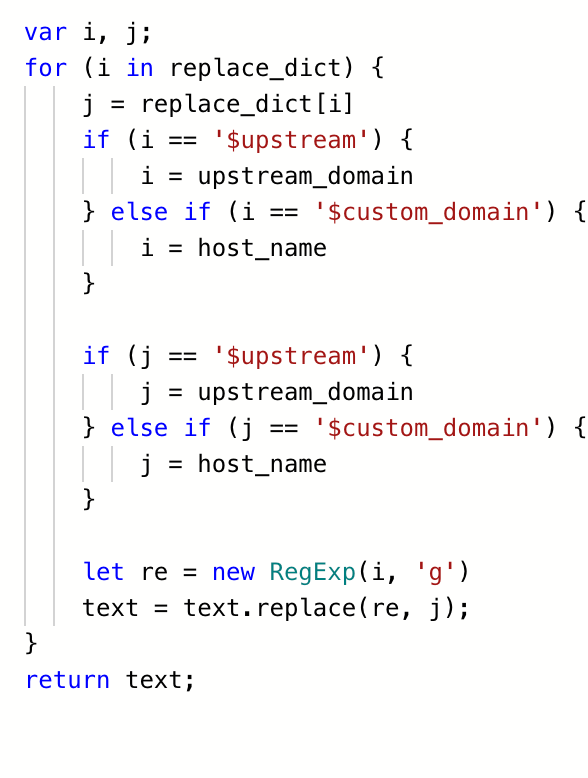 var i, j;
for (i in replace_dict) {
    j = replace_dict[i]
    if (i == '$upstream') {
        i = upstream_domain
    } else if (i == '$custom_domain') {
        i = host_name
    }

    if (j == '$upstream') {
        j = upstream_domain
    } else if (j == '$custom_domain') {
        j = host_name
    }

    let re = new RegExp(i, 'g')
    text = text.replace(re, j);
}
return text;